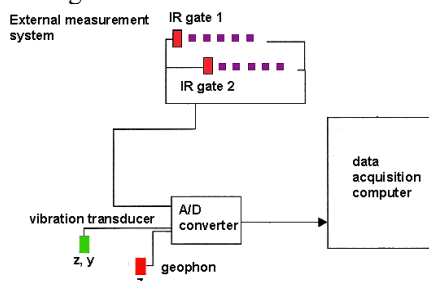 External measurement
system
IR gate 1
IR gate 2
data
acquisition
computer
A/D
converter
vibration transducer
z, y
geophon